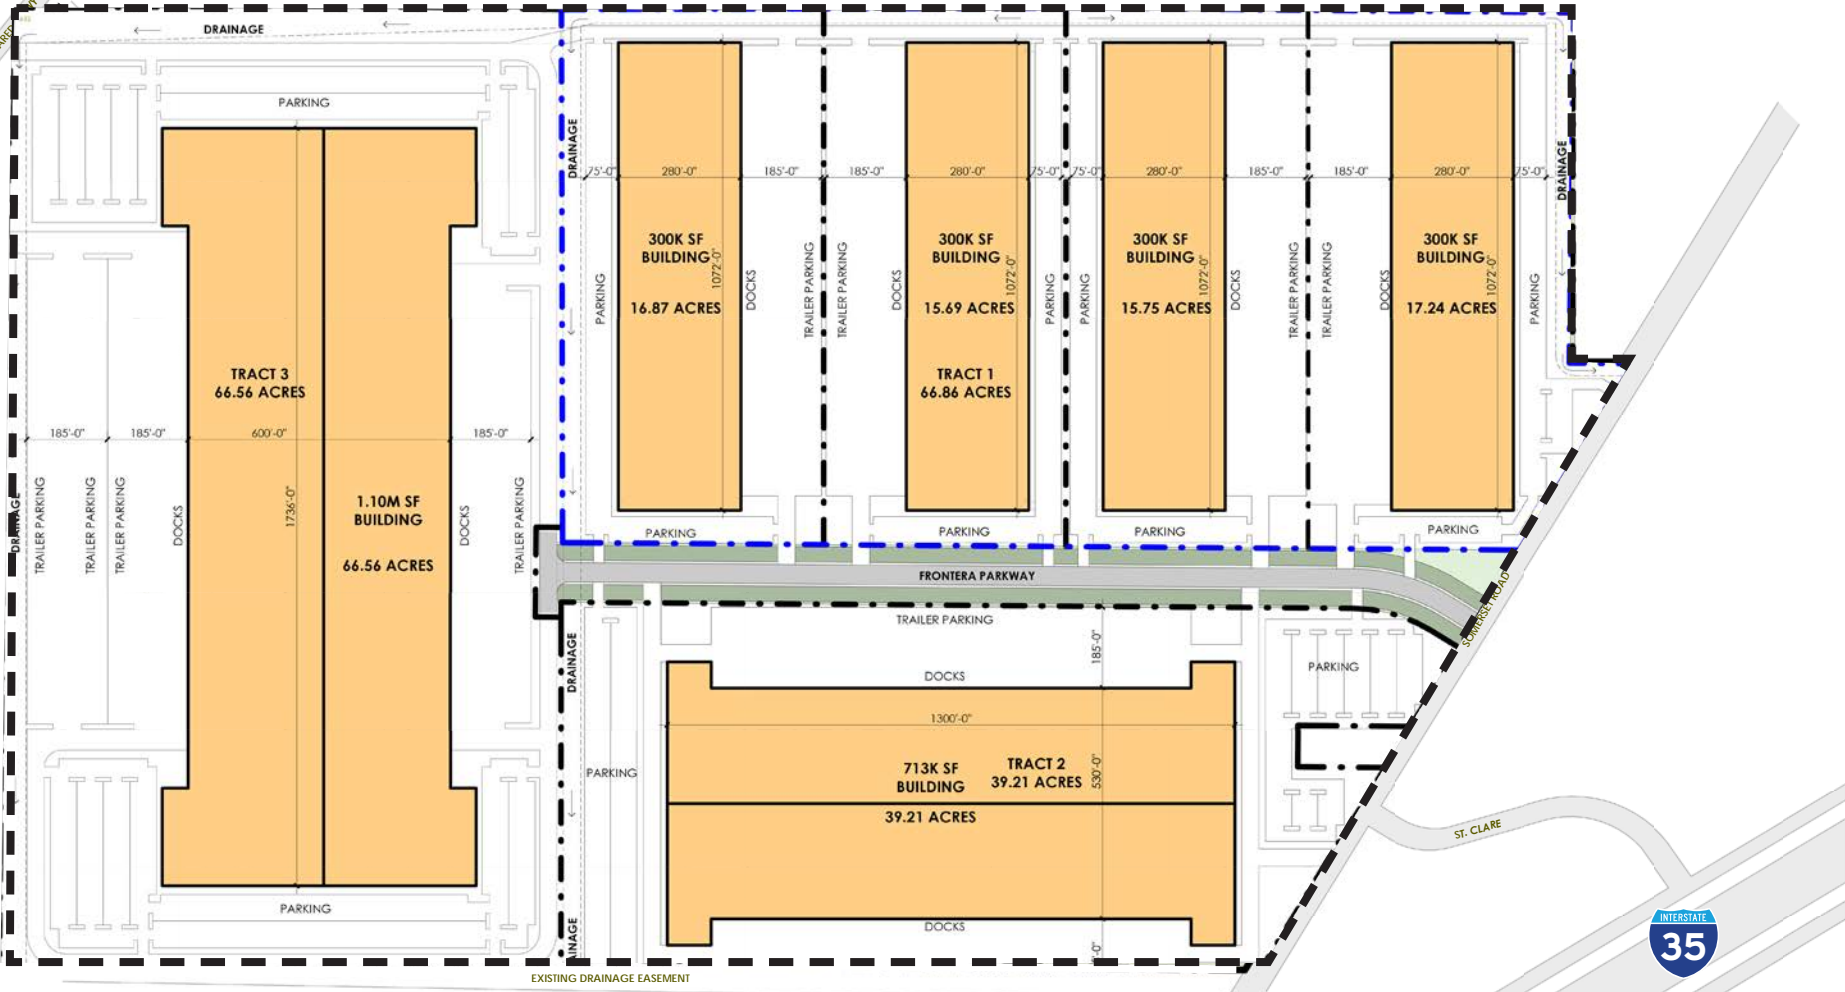 DRAINAGE
PARKING
TRACT 3
66.56 ACRES
185'-0"
185'-0"
600'-0"
185'-0"
1736'-0"
1.10M SF
BUILDING
66.56 ACRES
DRAINAGE
TRAILER PARKING
TRAILER PARKING
TRAILER PARKING
DOCKS
DOCKS
TRAILER PARKING
PARKING
DRAINAGE
75'-0"
280'-0"
185'-0"
185'-0"
280'-0"
75'-0"
75'-0"
280'-0"
185'-0"
185'-0"
280'-0"
75'-0"
DRAINAGE
300K SF
BUILDING
1072'-0"
16.87 ACRES
PARKING
DOCKS
TRAILER PARKING
TRAILER PARKING
DOCKS
300K SF
BUILDING
1072'-0"
15.69 ACRES
TRACT 1
66.86 ACRES
PARKING
PARKING
300K SF
BUILDING
1072'-0"
15.75 ACRES
DOCKS
TRAILER PARKING
TRAILER PARKING
DOCKS
300K SF
BUILDING
1072'-0"
17.24 ACRES
PARKING
PARKING
PARKING
PARKING
PARKING
FRONTERA PARKWAY
SOMERSET ROAD
TRAILER PARKING
185'-0"
DOCKS
1300'-0"
713K SF
BUILDING
TRACT 2
39.21 ACRES
530'-0"
39.21 ACRES
DOCKS
DRAINAGE
PARKING
PARKING
ST. CLARE
INTERSTATE
35
EXISTING DRAINAGE EASEMENT